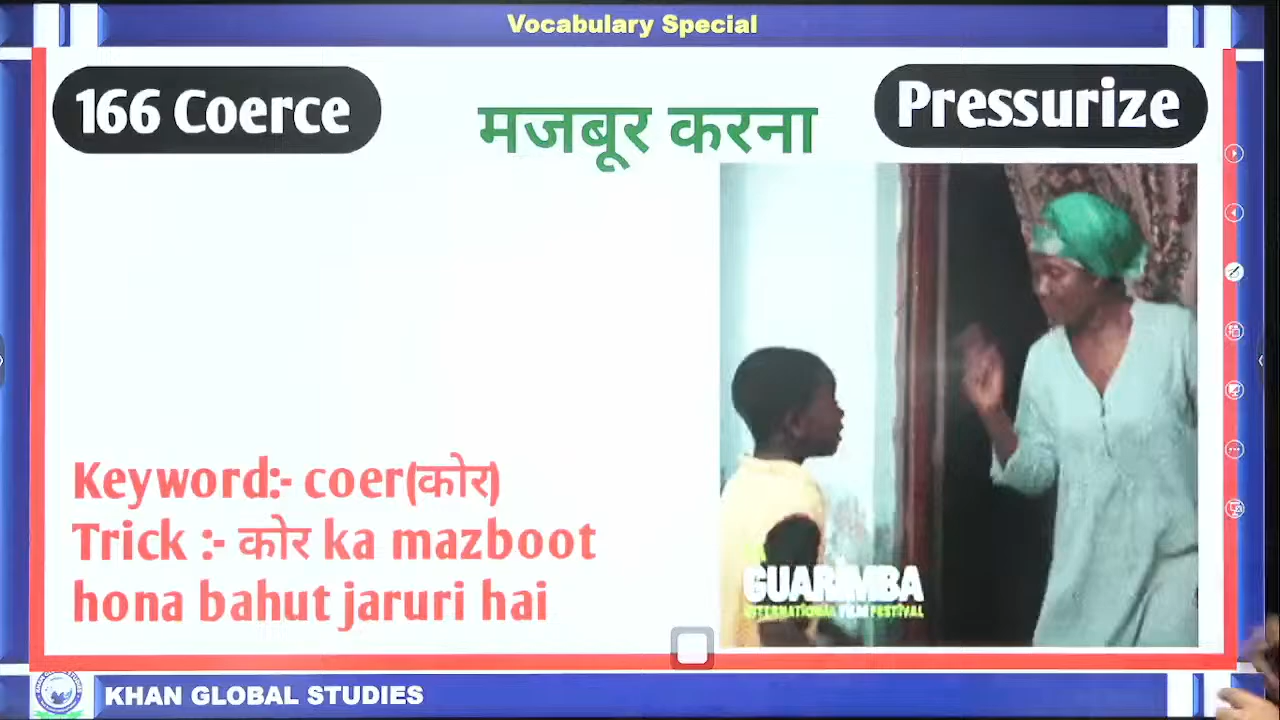 Vocabulary Special
166 Coerce
मजबूर करना
Pressurize
Keyword:- coer(कोर)
Trick :- कोर ka mazboot
hona bahut jaruri hai
GUARIMBA
INTERNATIONAL FILM FESTIVAL
KHAN GLOBAL STUDIES